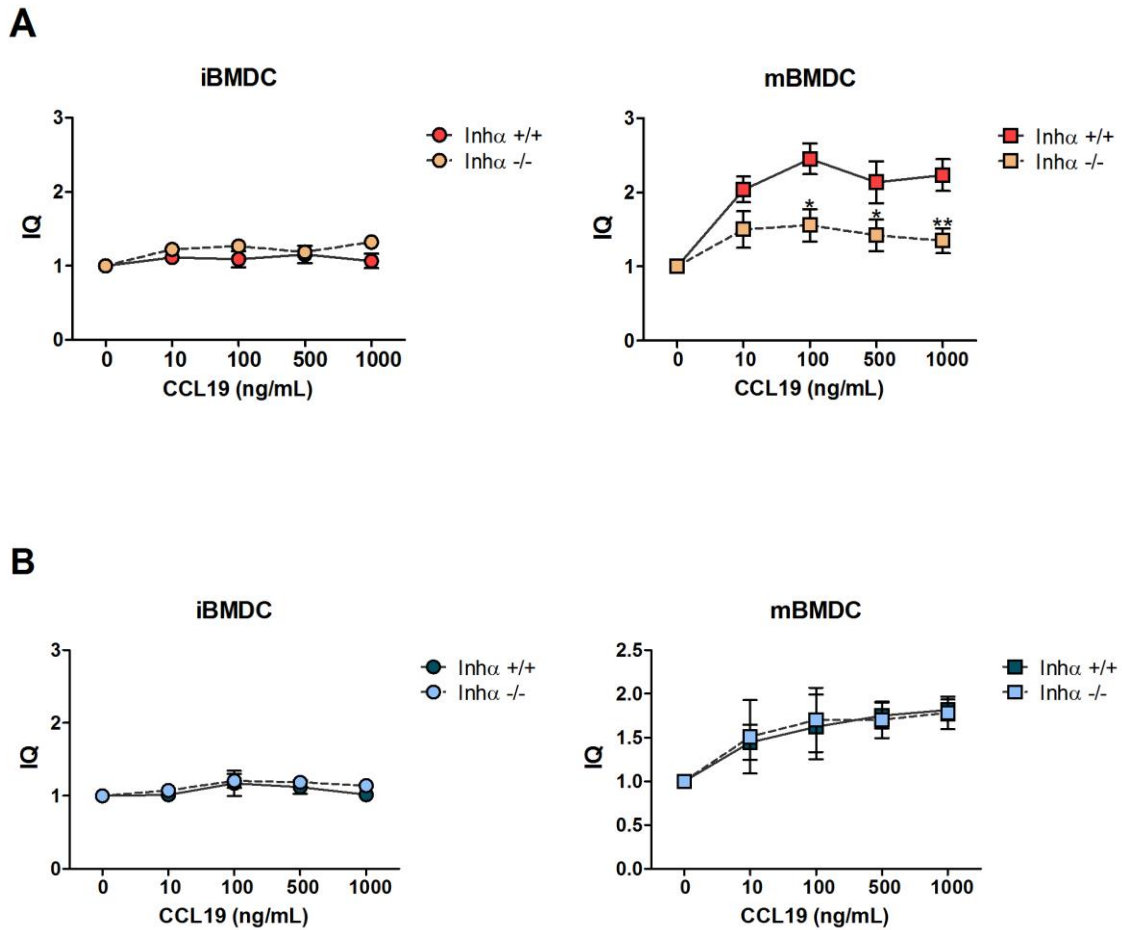 A
iBMDC
3
2
1
0
IQ
0 10 100 500 1000
CCL19 (ng/mL)
Inhα +/+
Inhα -/-
mBMDC
3
2
1
0
IQ
* * **
0 10 100 500 1000
CCL19 (ng/mL)
Inhα +/+
Inhα -/-
B
iBMDC
3
2
1
0
IQ
0 10 100 500 1000
CCL19 (ng/mL)
Inhα +/+
Inhα -/-
mBMDC
2.5
2.0
1.5
1.0
0.5
0.0
IQ
0 10 100 500 1000
CCL19 (ng/mL)
Inhα +/+
Inhα -/-